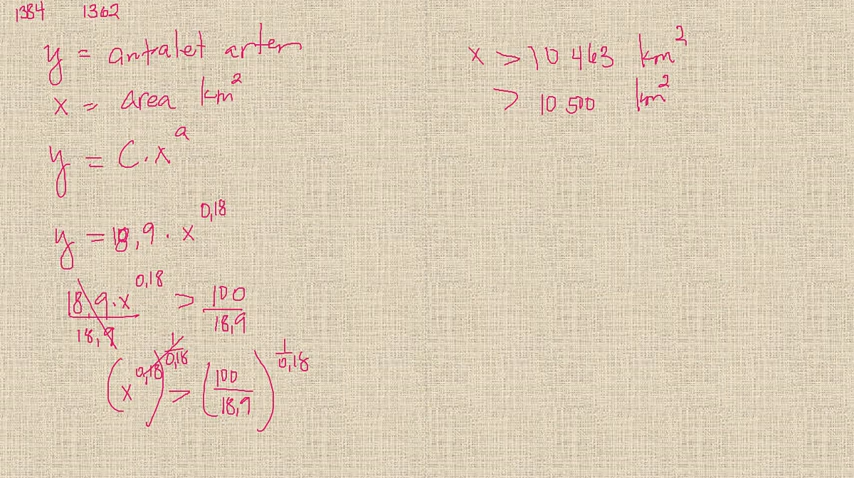 1384 1362
y = antalet arter
x = area km²
y = C · x^a
y = 18,9 · x^0,18
18,9 · x^0,18 / 18,9 > 100 / 18,9
(x^0,18)^(1/0,18) > (100/18,9)^(1/0,18)
x > 10 463 km²
> 10 500 km²